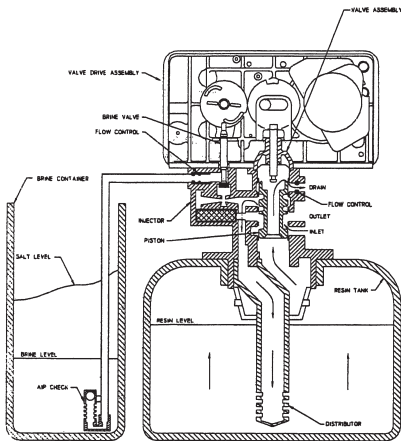 VALVE ASSEMBLY
VALVE DRIVE ASSEMBLY
BRINE VALVE
FLOW CONTROL
BRINE CONTAINER
DRAIN
FLOW CONTROL
INJECTOR
OUTLET
PISTON
INLET
SALT LEVEL
RESIN TANK
RESIN LEVEL
BRINE LEVEL
AIP CHECK
DISTRIBUTOR